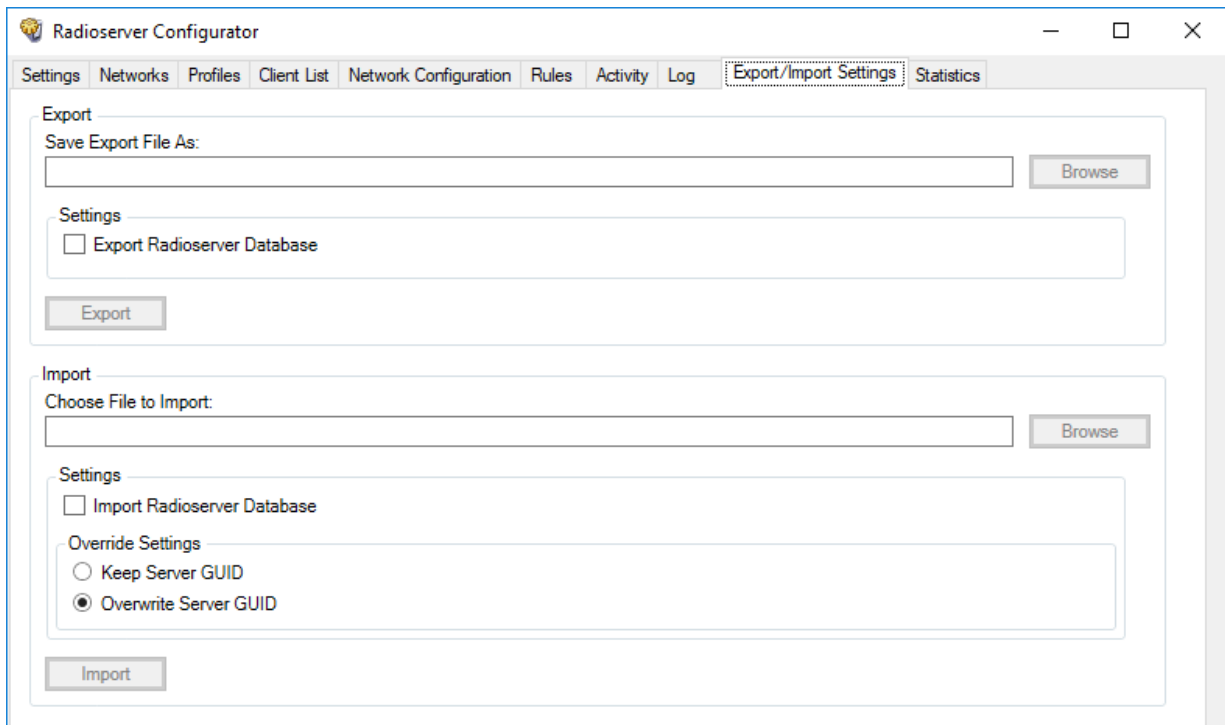 Radioserver Configurator
Settings Networks Profiles Client List Network Configuration Rules Activity Log Export/Import Settings Statistics
Export
Save Export File As:
Browse
Settings
Export Radioserver Database
Export
Import
Choose File to Import:
Browse
Settings
Import Radioserver Database
Override Settings
Keep Server GUID
Overwrite Server GUID
Import